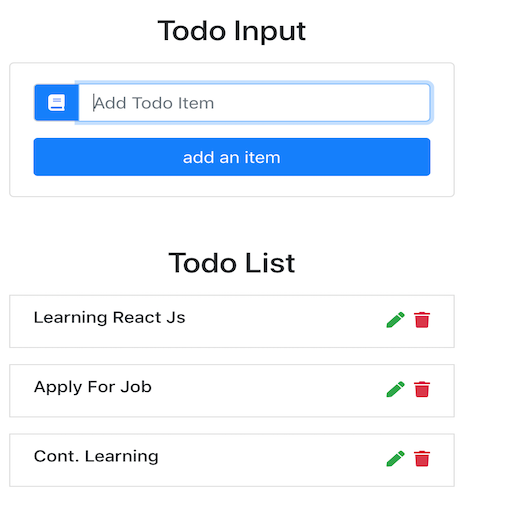 Todo Input
Add Todo Item
add an item
Todo List
Learning React Js
Apply For Job
Cont. Learning